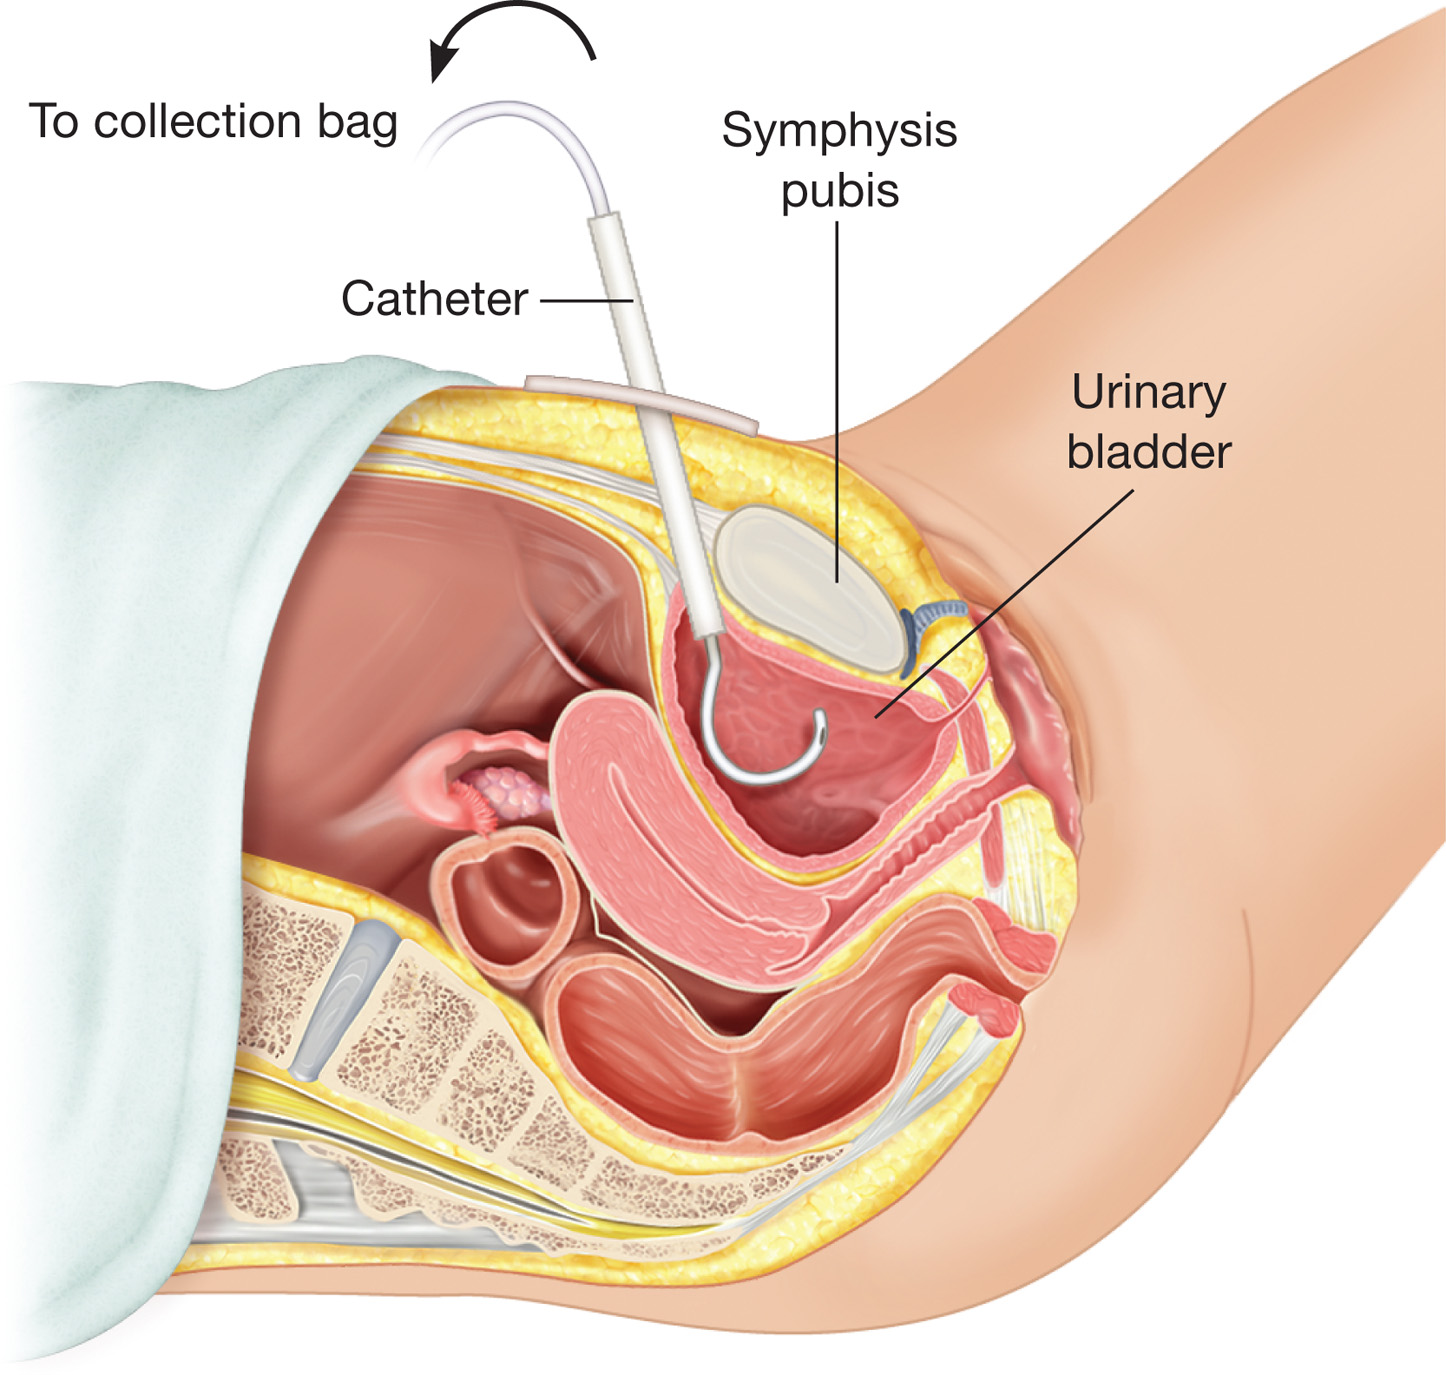 To collection bag
Symphysis
pubis
Catheter
Urinary
bladder